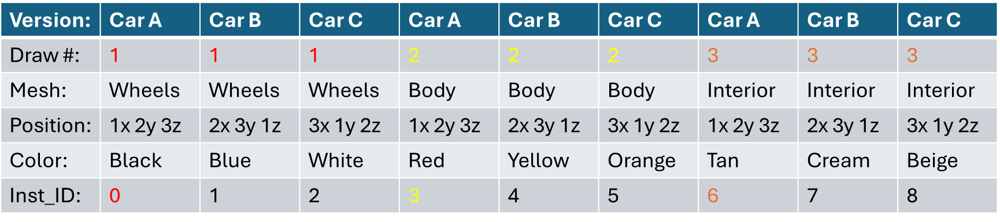 Version: Car A Car B Car C Car A Car B Car C Car A Car B Car C
Draw #: 1 1 1 2 2 2 3 3 3
Mesh: Wheels Wheels Wheels Body Body Body Interior Interior Interior
Position: 1x 2y 3z 2x 3y 1z 3x 1y 2z 1x 2y 3z 2x 3y 1z 3x 1y 2z 1x 2y 3z 2x 3y 1z 3x 1y 2z
Color: Black Blue White Red Yellow Orange Tan Cream Beige
Inst_ID: 0 1 2 3 4 5 6 7 8